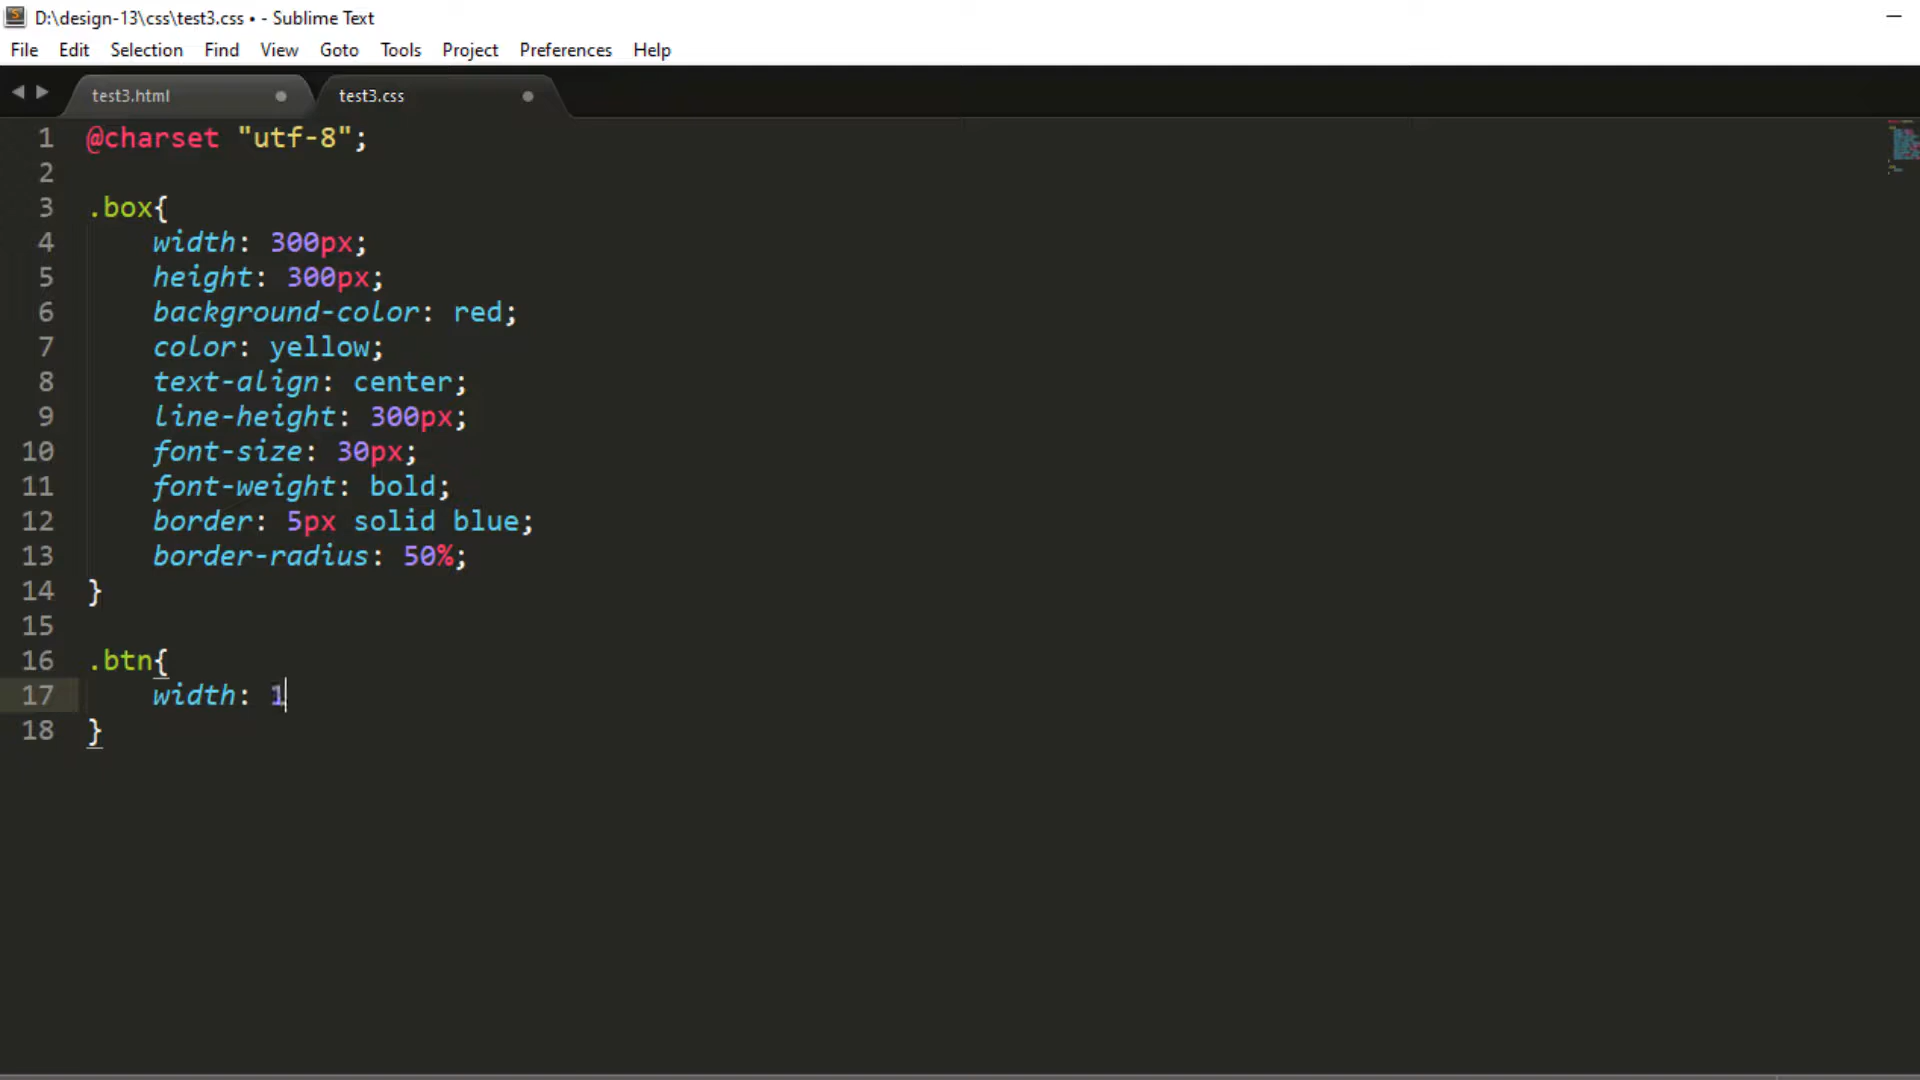 D:\design-13\css\test3.css • - Sublime Text
File Edit Selection Find View Goto Tools Project Preferences Help
test3.html test3.css
1 @charset "utf-8";
2
3 .box{
4 width: 300px;
5 height: 300px;
6 background-color: red;
7 color: yellow;
8 text-align: center;
9 line-height: 300px;
10 font-size: 30px;
11 font-weight: bold;
12 border: 5px solid blue;
13 border-radius: 50%;
14 }
15
16 .btn{
17 width: 1
18 }